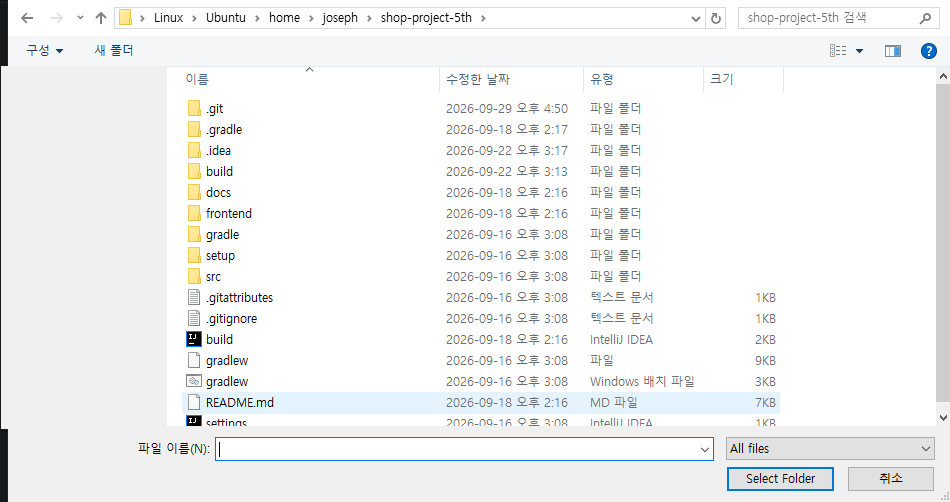 Linux > Ubuntu > home > joseph > shop-project-5th >
shop-project-5th 검색
구성 새 폴더
이름 수정한 날짜 유형 크기
.git 2026-09-29 오후 4:50 파일 폴더
.gradle 2026-09-18 오후 2:17 파일 폴더
.idea 2026-09-22 오후 3:17 파일 폴더
build 2026-09-22 오후 3:13 파일 폴더
docs 2026-09-18 오후 2:16 파일 폴더
frontend 2026-09-18 오후 2:16 파일 폴더
gradle 2026-09-16 오후 3:08 파일 폴더
setup 2026-09-16 오후 3:08 파일 폴더
src 2026-09-16 오후 3:08 파일 폴더
.gitattributes 2026-09-16 오후 3:08 텍스트 문서 1KB
.gitignore 2026-09-16 오후 3:08 텍스트 문서 1KB
build 2026-09-18 오후 2:16 IntelliJ IDEA 2KB
gradlew 2026-09-16 오후 3:08 파일 9KB
gradlew 2026-09-16 오후 3:08 Windows 배치 파일 3KB
README.md 2026-09-18 오후 2:16 MD 파일 7KB
settings 2026-09-16 오후 3:08 IntelliJ IDEA 1KB
파일 이름(N): All files
Select Folder 취소